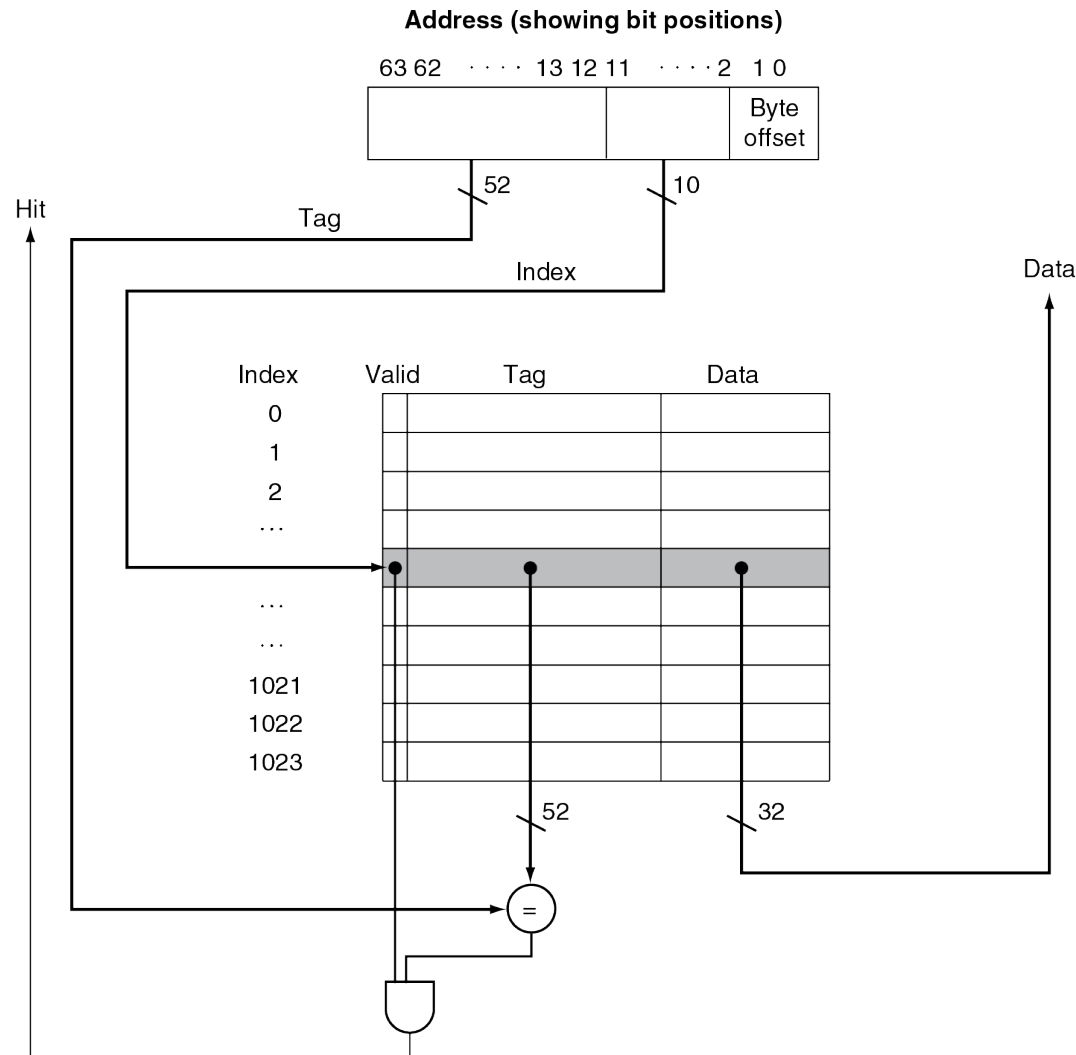 Address (showing bit positions)
63 62 · · · · 13 12 11 · · · · 2 1 0
Byte
offset
52
10
Hit
Tag
Index
Data
Index Valid Tag Data
0
1
2
···
···
···
1021
1022
1023
52
32
=